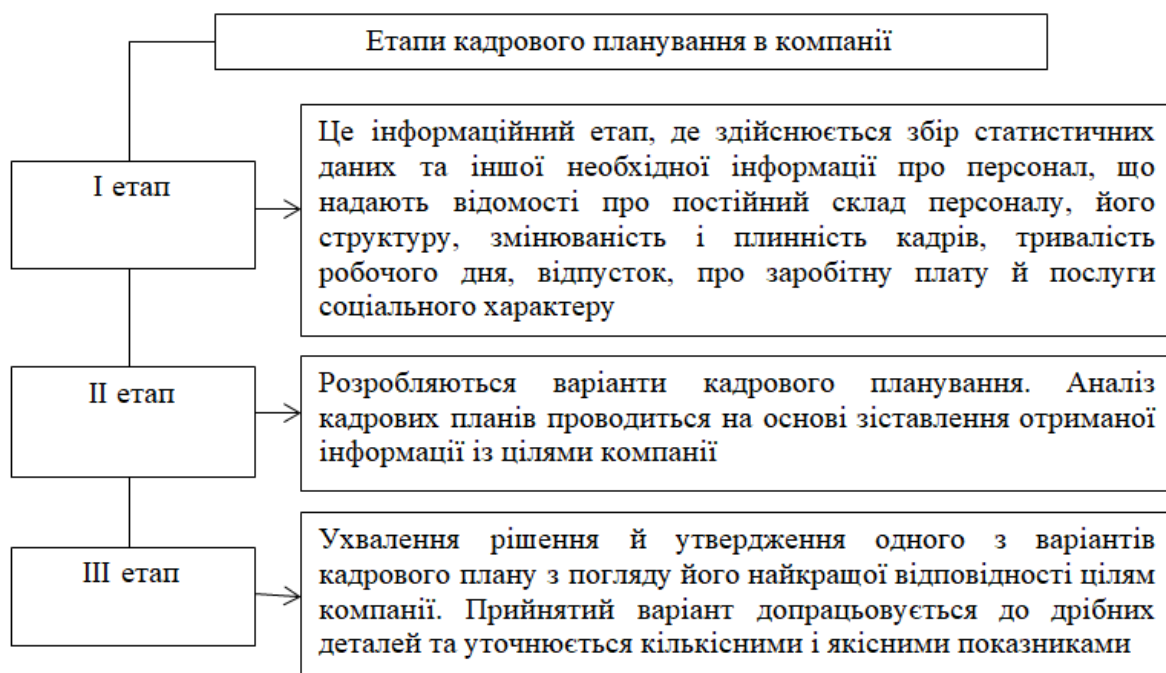 Етапи кадрового планування в компанії
І етап
Це інформаційний етап, де здійснюється збір статистичних
даних та іншої необхідної інформації про персонал, що
надають відомості про постійний склад персоналу, його
структуру, змінюваність і плинність кадрів, тривалість
робочого дня, відпусток, про заробітну плату й послуги
соціального характеру
ІІ етап
Розробляються варіанти кадрового планування. Аналіз
кадрових планів проводиться на основі зіставлення отриманої
інформації із цілями компанії
ІІІ етап
Ухвалення рішення й утвердження одного з варіантів
кадрового плану з погляду його найкращої відповідності цілям
компанії. Прийнятий варіант допрацьовується до дрібних
деталей та уточнюється кількісними і якісними показниками